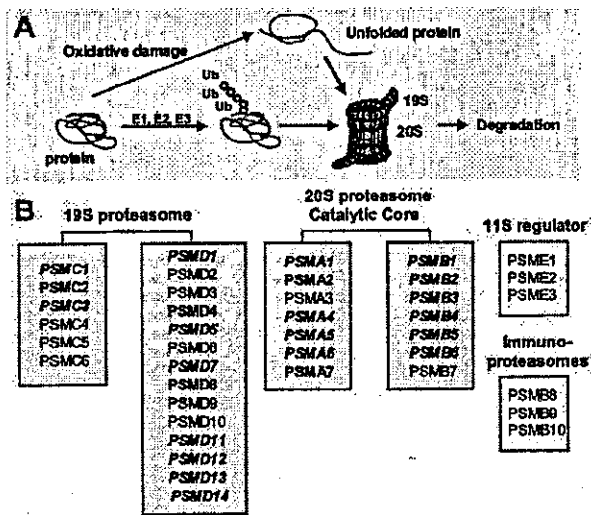 A
Oxidative damage
Unfolded protein
Ub
Ub
Ub
19S
E1, E2, E3
20S
Degradation
protein
B
19S proteasome
20S proteasome
Catalytic Core
11S regulator
PSMC1
PSMC2
PSMC3
PSMC4
PSMC5
PSMC6
PSMD1
PSMD2
PSMD3
PSMD4
PSMD5
PSMD6
PSMD7
PSMD8
PSMD9
PSMD10
PSMD11
PSMD12
PSMD13
PSMD14
PSMA1
PSMA2
PSMA3
PSMA4
PSMA5
PSMA6
PSMA7
PSMB1
PSMB2
PSMB3
PSMB4
PSMB5
PSMB6
PSMB7
PSME1
PSME2
PSME3
Immuno-
proteasomes
PSMB8
PSMB9
PSMB10